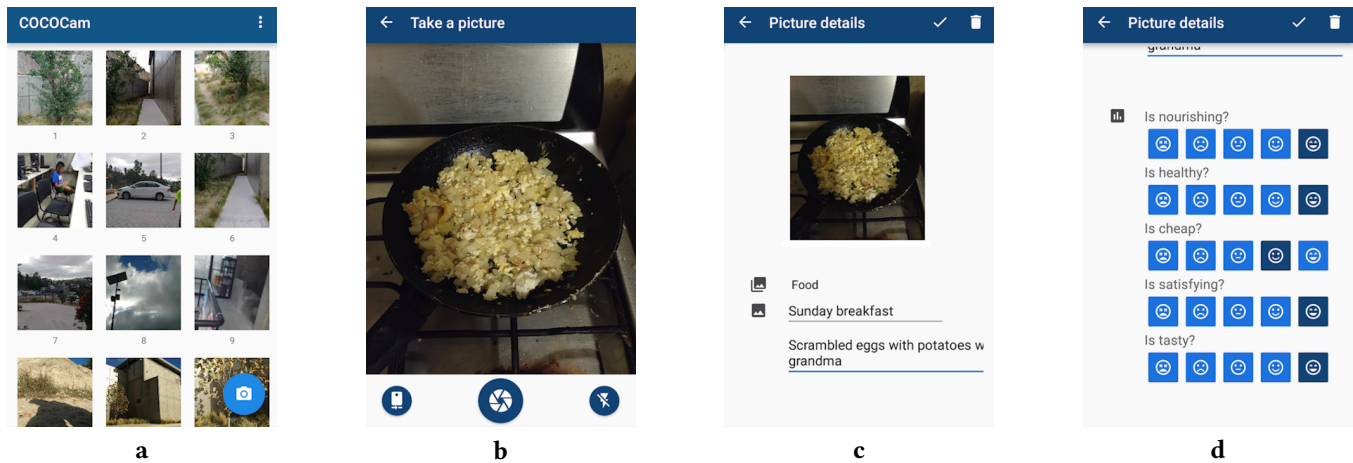 COCOCam
1 2 3
4 5 6
7 8 9
a
Take a picture
b
Picture details
Food
Sunday breakfast
Scrambled eggs with potatoes w
grandma
c
Picture details
grandma
Is nourishing?
Is healthy?
Is cheap?
Is satisfying?
Is tasty?
d